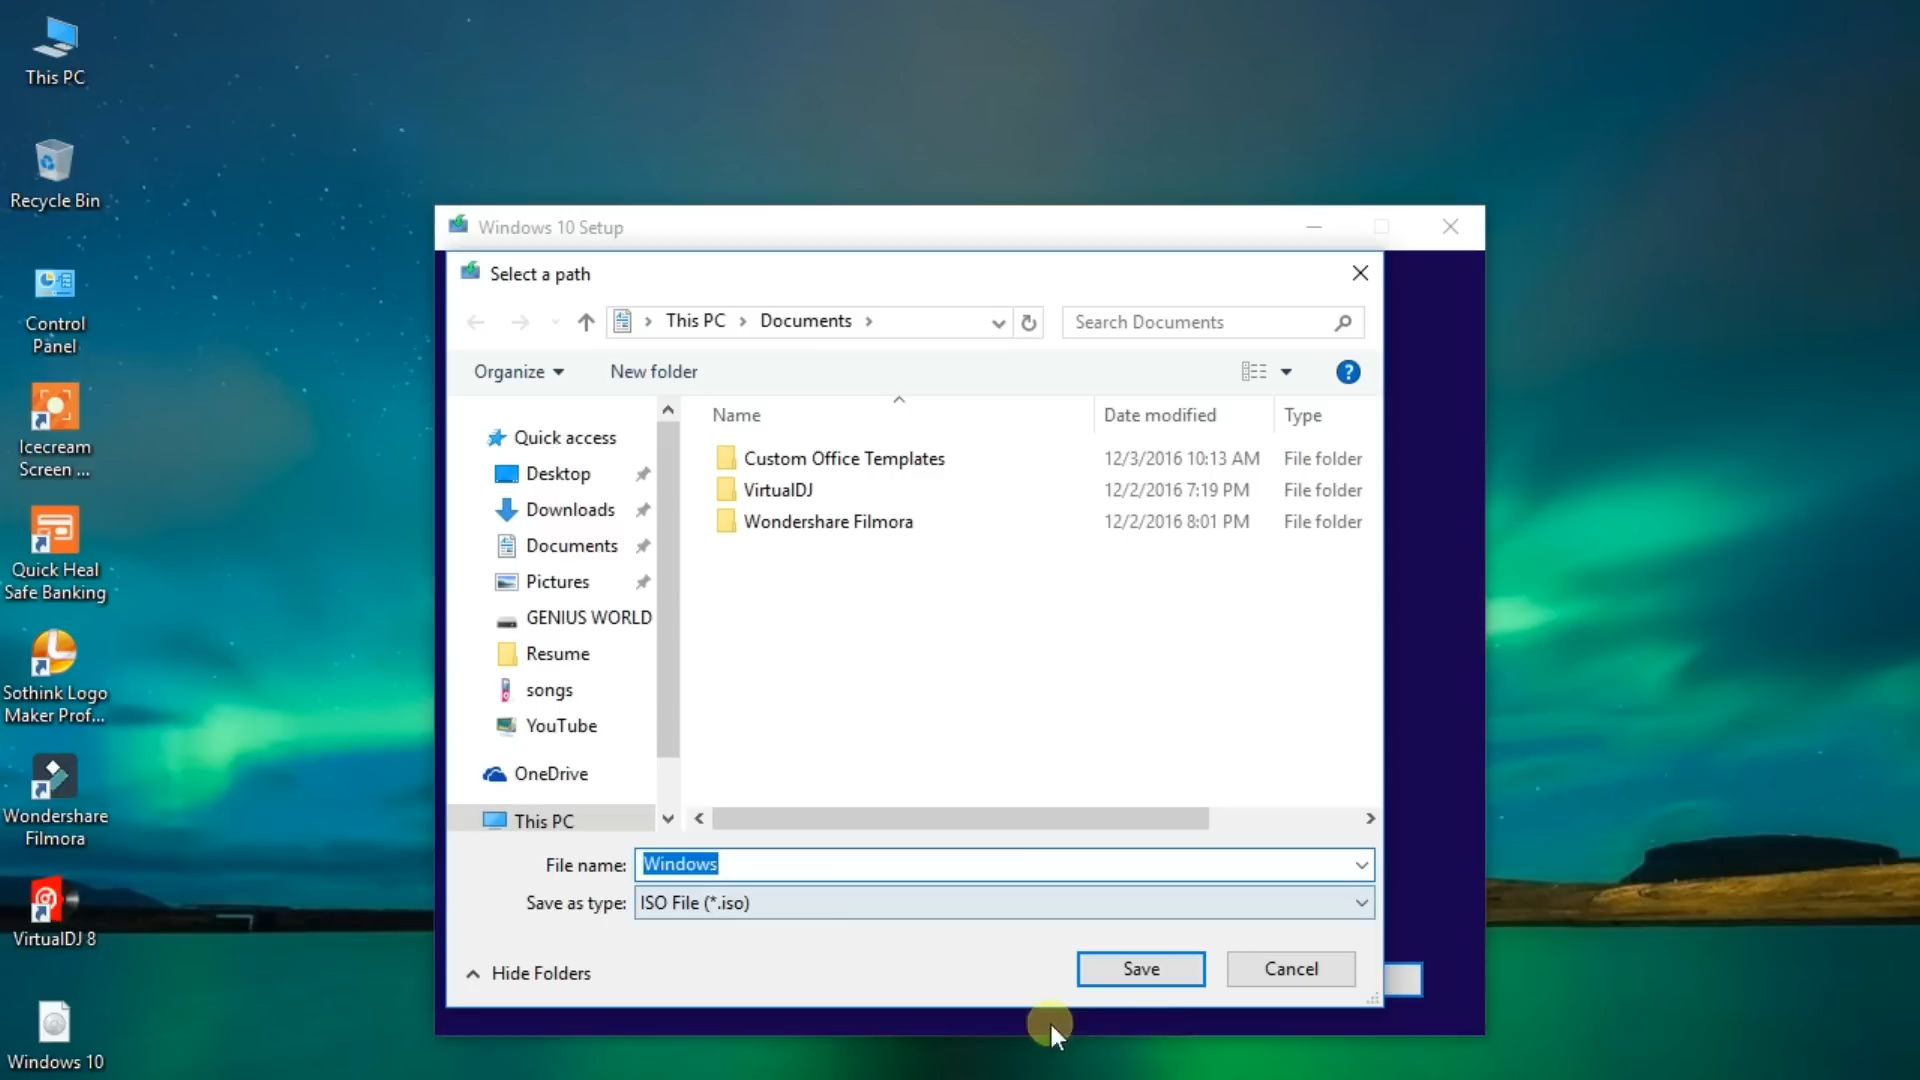 This PC
Recycle Bin
Control
Panel
Icecream
Screen ...
Quick Heal
Safe Banking
Sothink Logo
Maker Prof...
Wondershare
Filmora
VirtualDJ 8
Windows 10
Windows 10 Setup
Select a path
This PC > Documents >
Search Documents
Organize
New folder
?
Quick access
Desktop
Downloads
Documents
Pictures
GENIUS WORLD
Resume
songs
YouTube
OneDrive
This PC
Name Date modified Type
Custom Office Templates 12/3/2016 10:13 AM File folder
VirtualDJ 12/2/2016 7:19 PM File folder
Wondershare Filmora 12/2/2016 8:01 PM File folder
File name: Windows
Save as type: ISO File (*.iso)
Hide Folders
Save
Cancel